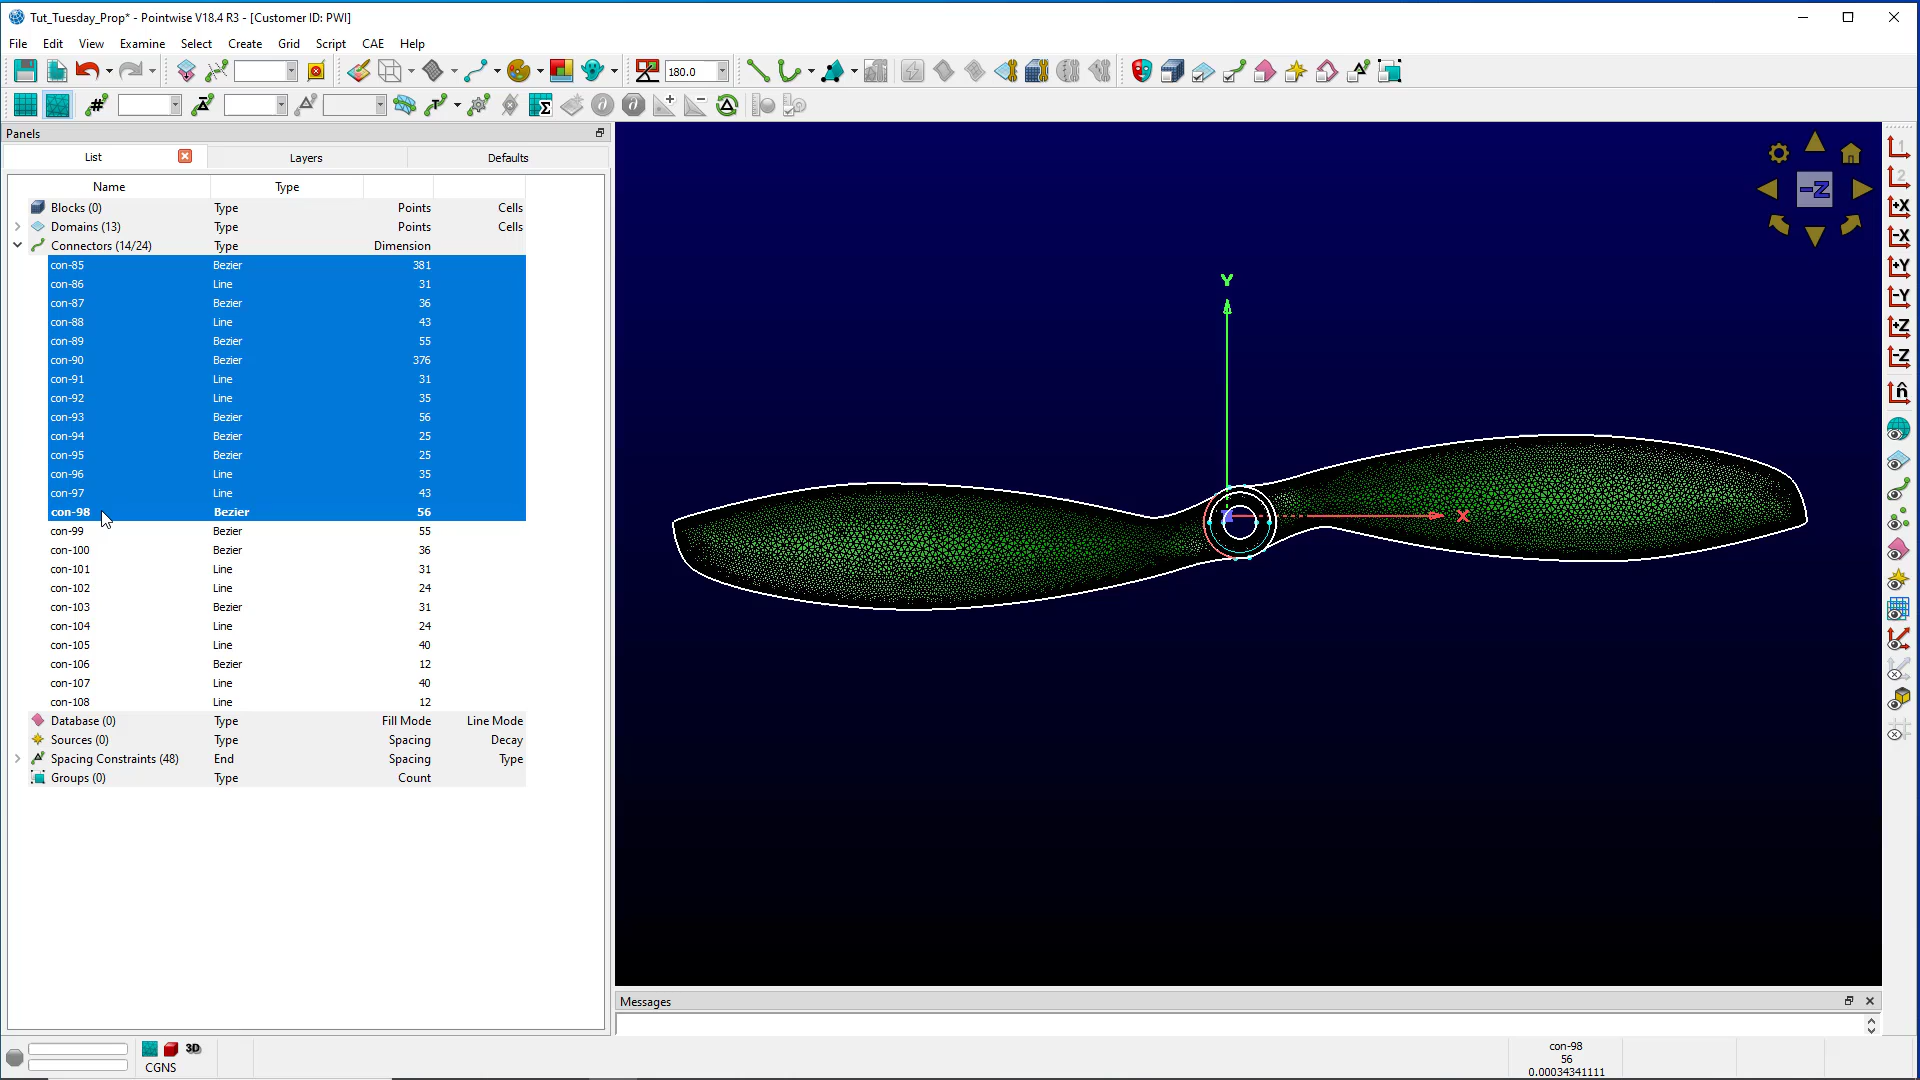 Tut_Tuesday_Prop* - Pointwise V18.4 R3 - [Customer ID: PWI]
File Edit View Examine Select Create Grid Script CAE Help
180.0
Panels
List Layers Defaults
Name Type
Blocks (0) Type Points Cells
Domains (13) Type Points Cells
Connectors (14/24) Type Dimension
con-85 Bezier 381
con-86 Line 31
con-87 Bezier 36
con-88 Line 43
con-89 Bezier 55
con-90 Bezier 376
con-91 Line 31
con-92 Line 35
con-93 Bezier 56
con-94 Bezier 25
con-95 Bezier 25
con-96 Line 35
con-97 Line 43
con-98 Bezier 56
con-99 Bezier 55
con-100 Bezier 36
con-101 Line 31
con-102 Line 24
con-103 Bezier 31
con-104 Line 24
con-105 Line 40
con-106 Bezier 12
con-107 Line 40
con-108 Line 12
Database (0) Type Fill Mode Line Mode
Sources (0) Type Spacing Decay
Spacing Constraints (48) End Spacing Type
Groups (0) Type Count
Y
X
-Z
1
2
+X
-X
+Y
-Y
+Z
-Z
n̂
Messages
3D
CGNS
con-98
56
0.00034341111